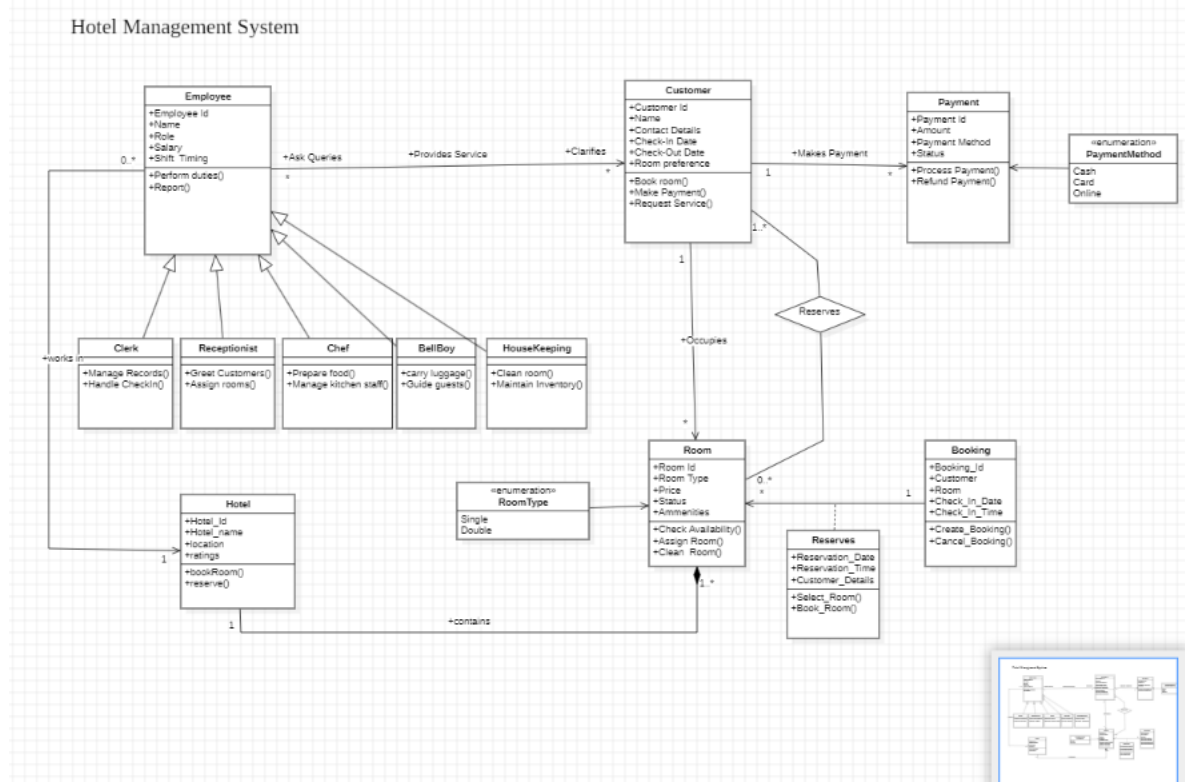 Hotel Management System
Employee
+Employee Id
+Name
+Role
+Salary
+Shift Timing
+Perform duties()
+Report()
0..*
+Ask Queries
*
+Provides Service
+Clarifies
*
Customer
+Customer Id
+Name
+Contact Details
+Check-In Date
+Check-Out Date
+Room preference
+Book room()
+Make Payment()
+Request Service()
+Makes Payment
1
*
Payment
+Payment Id
+Amount
+Payment Method
+Status
+Process Payment()
+Refund Payment()
«enumeration»
PaymentMethod
Cash
Card
Online
1..*
1
Reserves
+Occupies
*
+works in
Clerk
+Manage Records()
+Handle CheckIn()
Receptionist
+Greet Customers()
+Assign rooms()
Chef
+Prepare food()
+Manage kitchen staff()
BellBoy
+carry luggage()
+Guide guests()
HouseKeeping
+Clean room()
+Maintain Inventory()
Room
+Room Id
+Room Type
+Price
+Status
+Ammenities
+Check Availability()
+Assign Room()
+Clean Room()
0..*
*
1
Booking
+Booking_Id
+Customer
+Room
+Check_In_Date
+Check_In_Time
+Create_Booking()
+Cancel_Booking()
«enumeration»
RoomType
Single
Double
Hotel
+Hotel_Id
+Hotel_name
+location
+ratings
+bookRoom()
+reserve()
1
Reserves
+Reservation_Date
+Reservation_Time
+Customer_Details
+Select_Room()
+Book_Room()
1..*
1
+contains